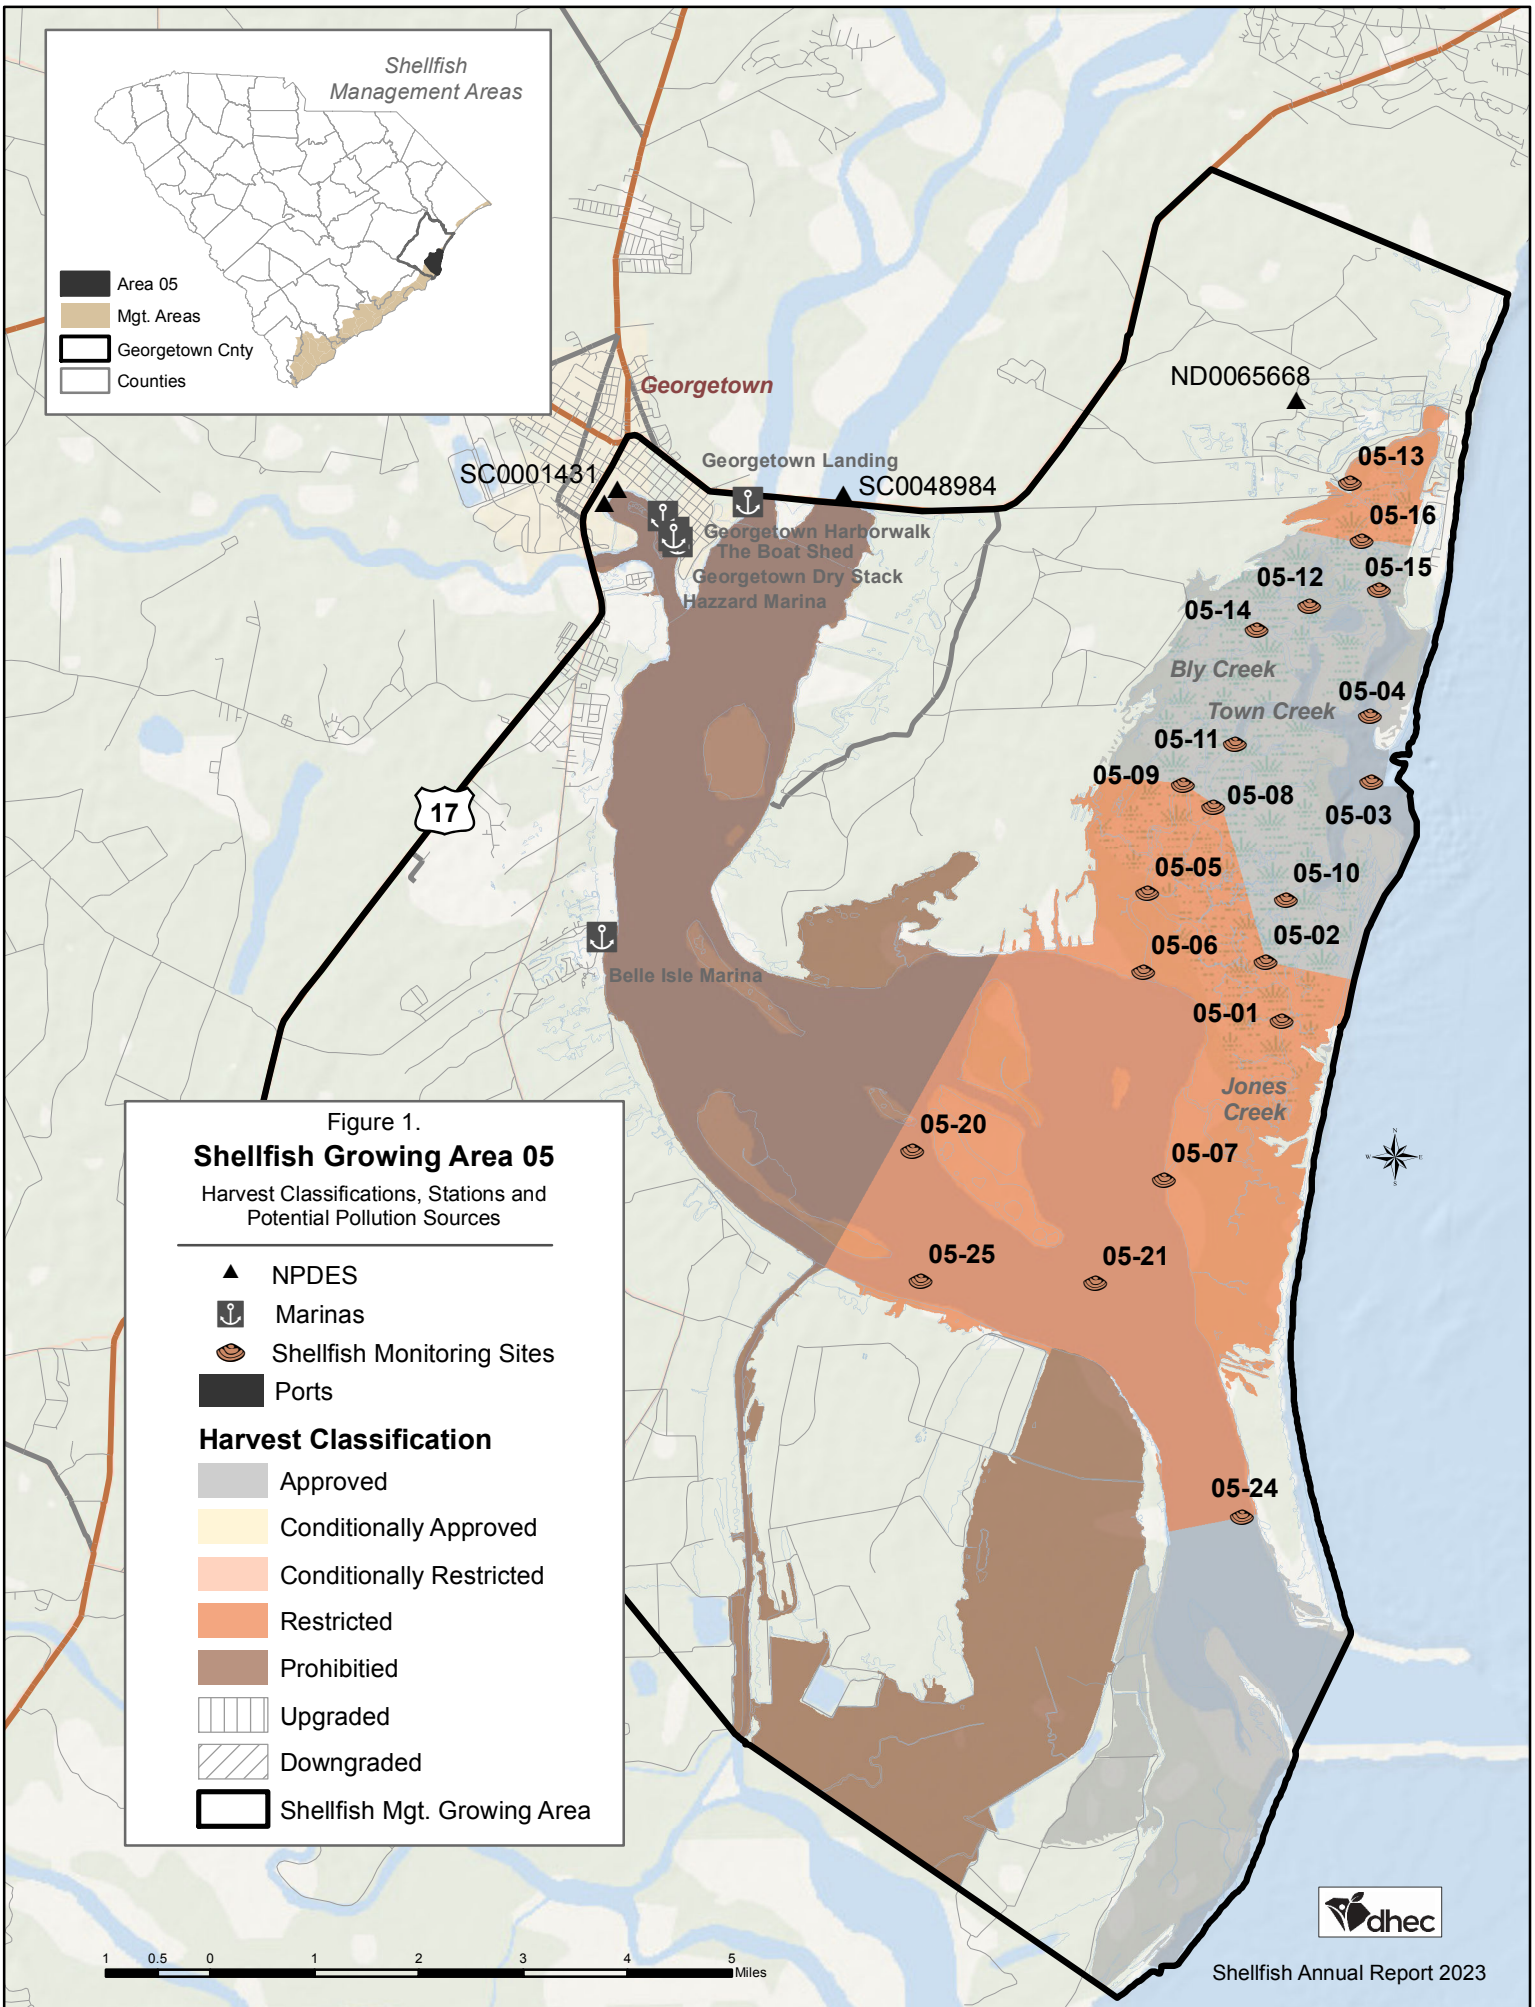 Shellfish
Management Areas
Area 05
Mgt. Areas
Georgetown Cnty
Counties
Georgetown
ND0065668
SC0001431
Georgetown Landing
SC0048984
Georgetown Harborwalk
The Boat Shed
Georgetown Dry Stack
Hazzard Marina
05-13
05-16
05-15
05-12
05-14
Bly Creek
05-04
Town Creek
05-11
05-09
05-08
05-03
17
05-05
05-10
05-02
05-06
Belle Isle Marina
05-01
Jones
Creek
05-20
05-07
05-25
05-21
05-24
N
W
E
S
Figure 1.
Shellfish Growing Area 05
Harvest Classifications, Stations and
Potential Pollution Sources
NPDES
Marinas
Shellfish Monitoring Sites
Ports
Harvest Classification
Approved
Conditionally Approved
Conditionally Restricted
Restricted
Prohibitied
Upgraded
Downgraded
Shellfish Mgt. Growing Area
1 0.5 0 1 2 3 4 5
Miles
dhec
Shellfish Annual Report 2023